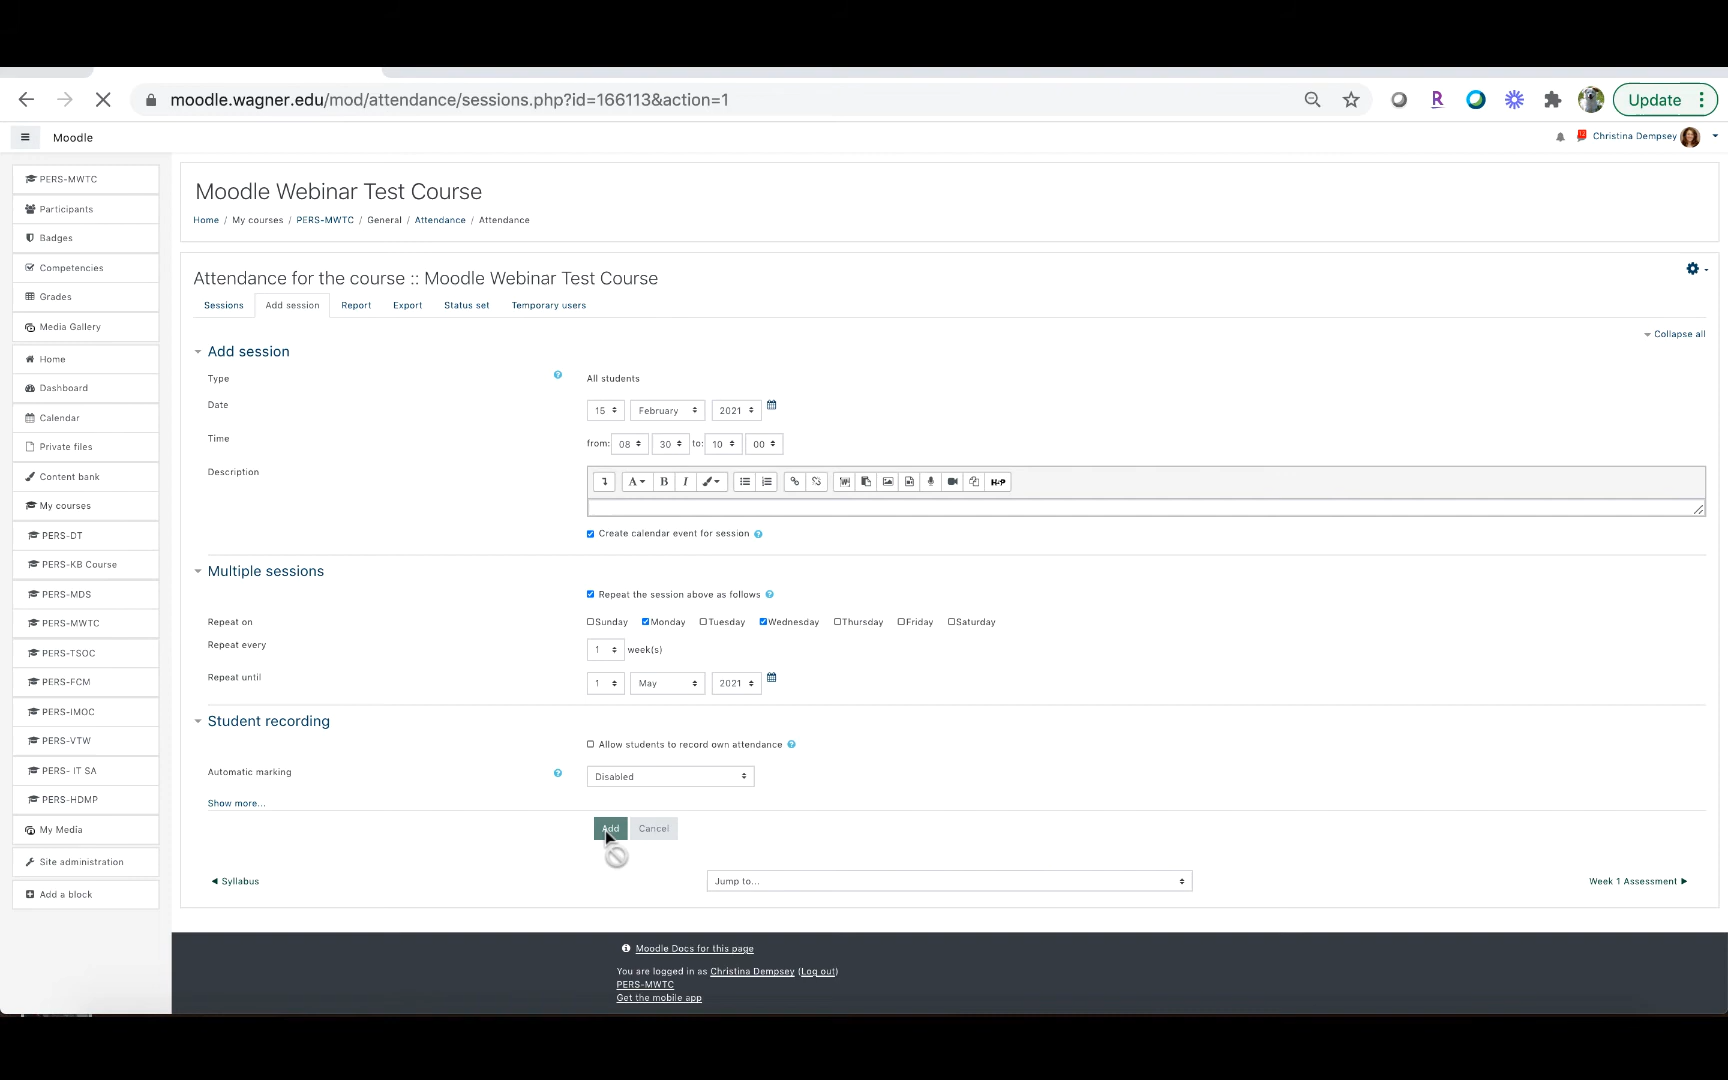 moodle.wagner.edu/mod/attendance/sessions.php?id=166113&action=1
Update
Moodle
Christina Dempsey
PERS-MWTC
Participants
Badges
Competencies
Grades
Media Gallery
Home
Dashboard
Calendar
Private files
Content bank
My courses
PERS-DT
PERS-KB Course
PERS-MDS
PERS-MWTC
PERS-TSOC
PERS-FCM
PERS-IMOC
PERS-VTW
PERS- IT SA
PERS-HDMP
My Media
Site administration
Add a block
Moodle Webinar Test Course
Home / My courses / PERS-MWTC / General / Attendance / Attendance
Attendance for the course :: Moodle Webinar Test Course
Sessions Add session Report Export Status set Temporary users
Collapse all
Add session
Type All students
Date 15 February 2021
Time from: 08 30 to: 10 00
Description
A B I H-P
Create calendar event for session
Multiple sessions
Repeat the session above as follows
Repeat on Sunday Monday Tuesday Wednesday Thursday Friday Saturday
Repeat every 1 week(s)
Repeat until 1 May 2021
Student recording
Allow students to record own attendance
Automatic marking Disabled
Show more...
Add Cancel
◄ Syllabus Jump to... Week 1 Assessment ►
Moodle Docs for this page
You are logged in as Christina Dempsey (Log out)
PERS-MWTC
Get the mobile app